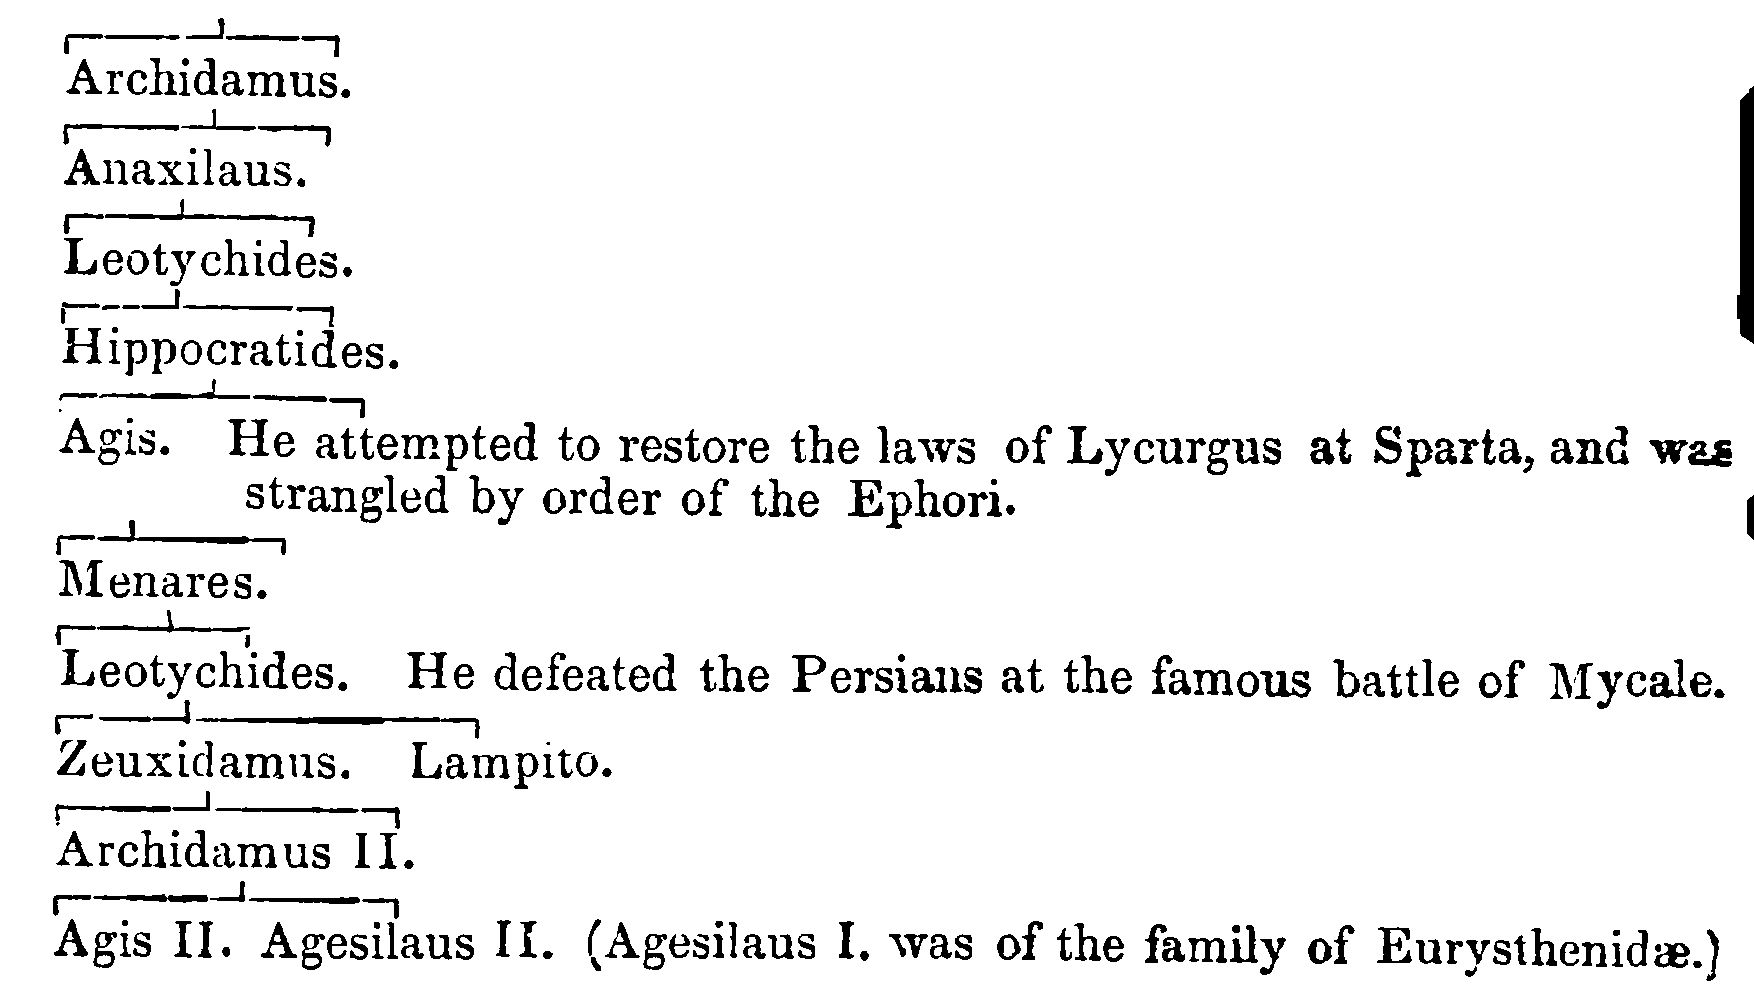 Archidamus.
Anaxilaus.
Leotychides.
Hippocratides.
Agis. He attempted to restore the laws of Lycurgus at Sparta, and was
strangled by order of the Ephori.
Menares.
Leotychides. He defeated the Persians at the famous battle of Mycale.
Zeuxidamus. Lampito.
Archidamus II.
Agis II. Agesilaus II. (Agesilaus I. was of the family of Eurysthenidæ.)